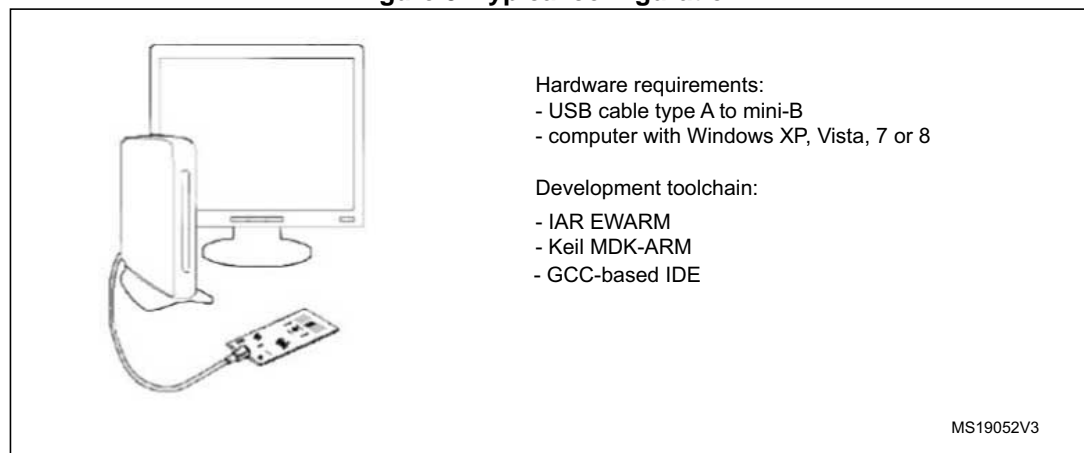 Hardware requirements:
- USB cable type A to mini-B
- computer with Windows XP, Vista, 7 or 8
Development toolchain:
- IAR EWARM
- Keil MDK-ARM
- GCC-based IDE
MS19052V3